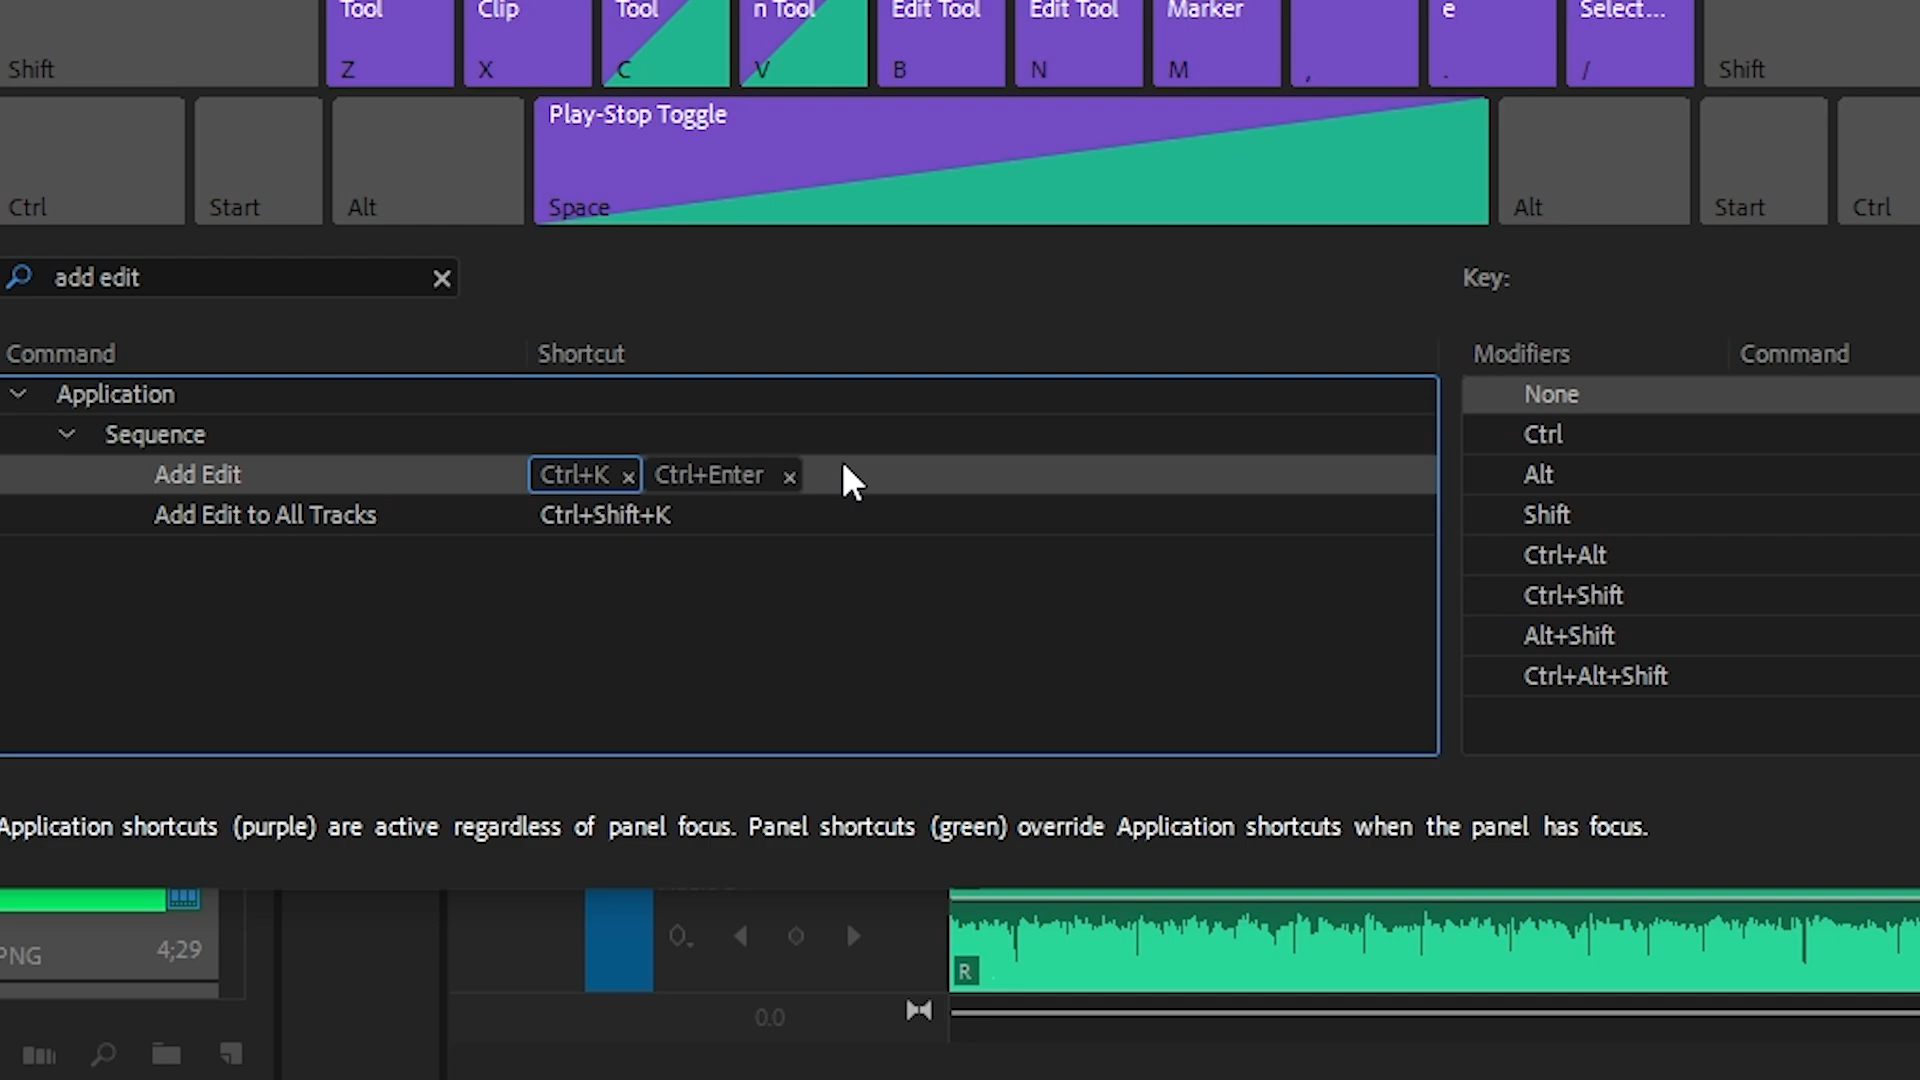 Tool Clip Tool n Tool Edit Tool Edit Tool Marker e Select...
Shift Z X C V B N M , . / Shift
Play-Stop Toggle
Ctrl Start Alt Space Alt Start Ctrl
add edit
Key:
Command Shortcut
Modifiers Command
Application
None
Sequence
Ctrl
Add Edit Ctrl+K × Ctrl+Enter ×
Alt
Add Edit to All Tracks Ctrl+Shift+K
Shift
Ctrl+Alt
Ctrl+Shift
Alt+Shift
Ctrl+Alt+Shift
Application shortcuts (purple) are active regardless of panel focus. Panel shortcuts (green) override Application shortcuts when the panel has focus.
PNG 4;29
R
0.0